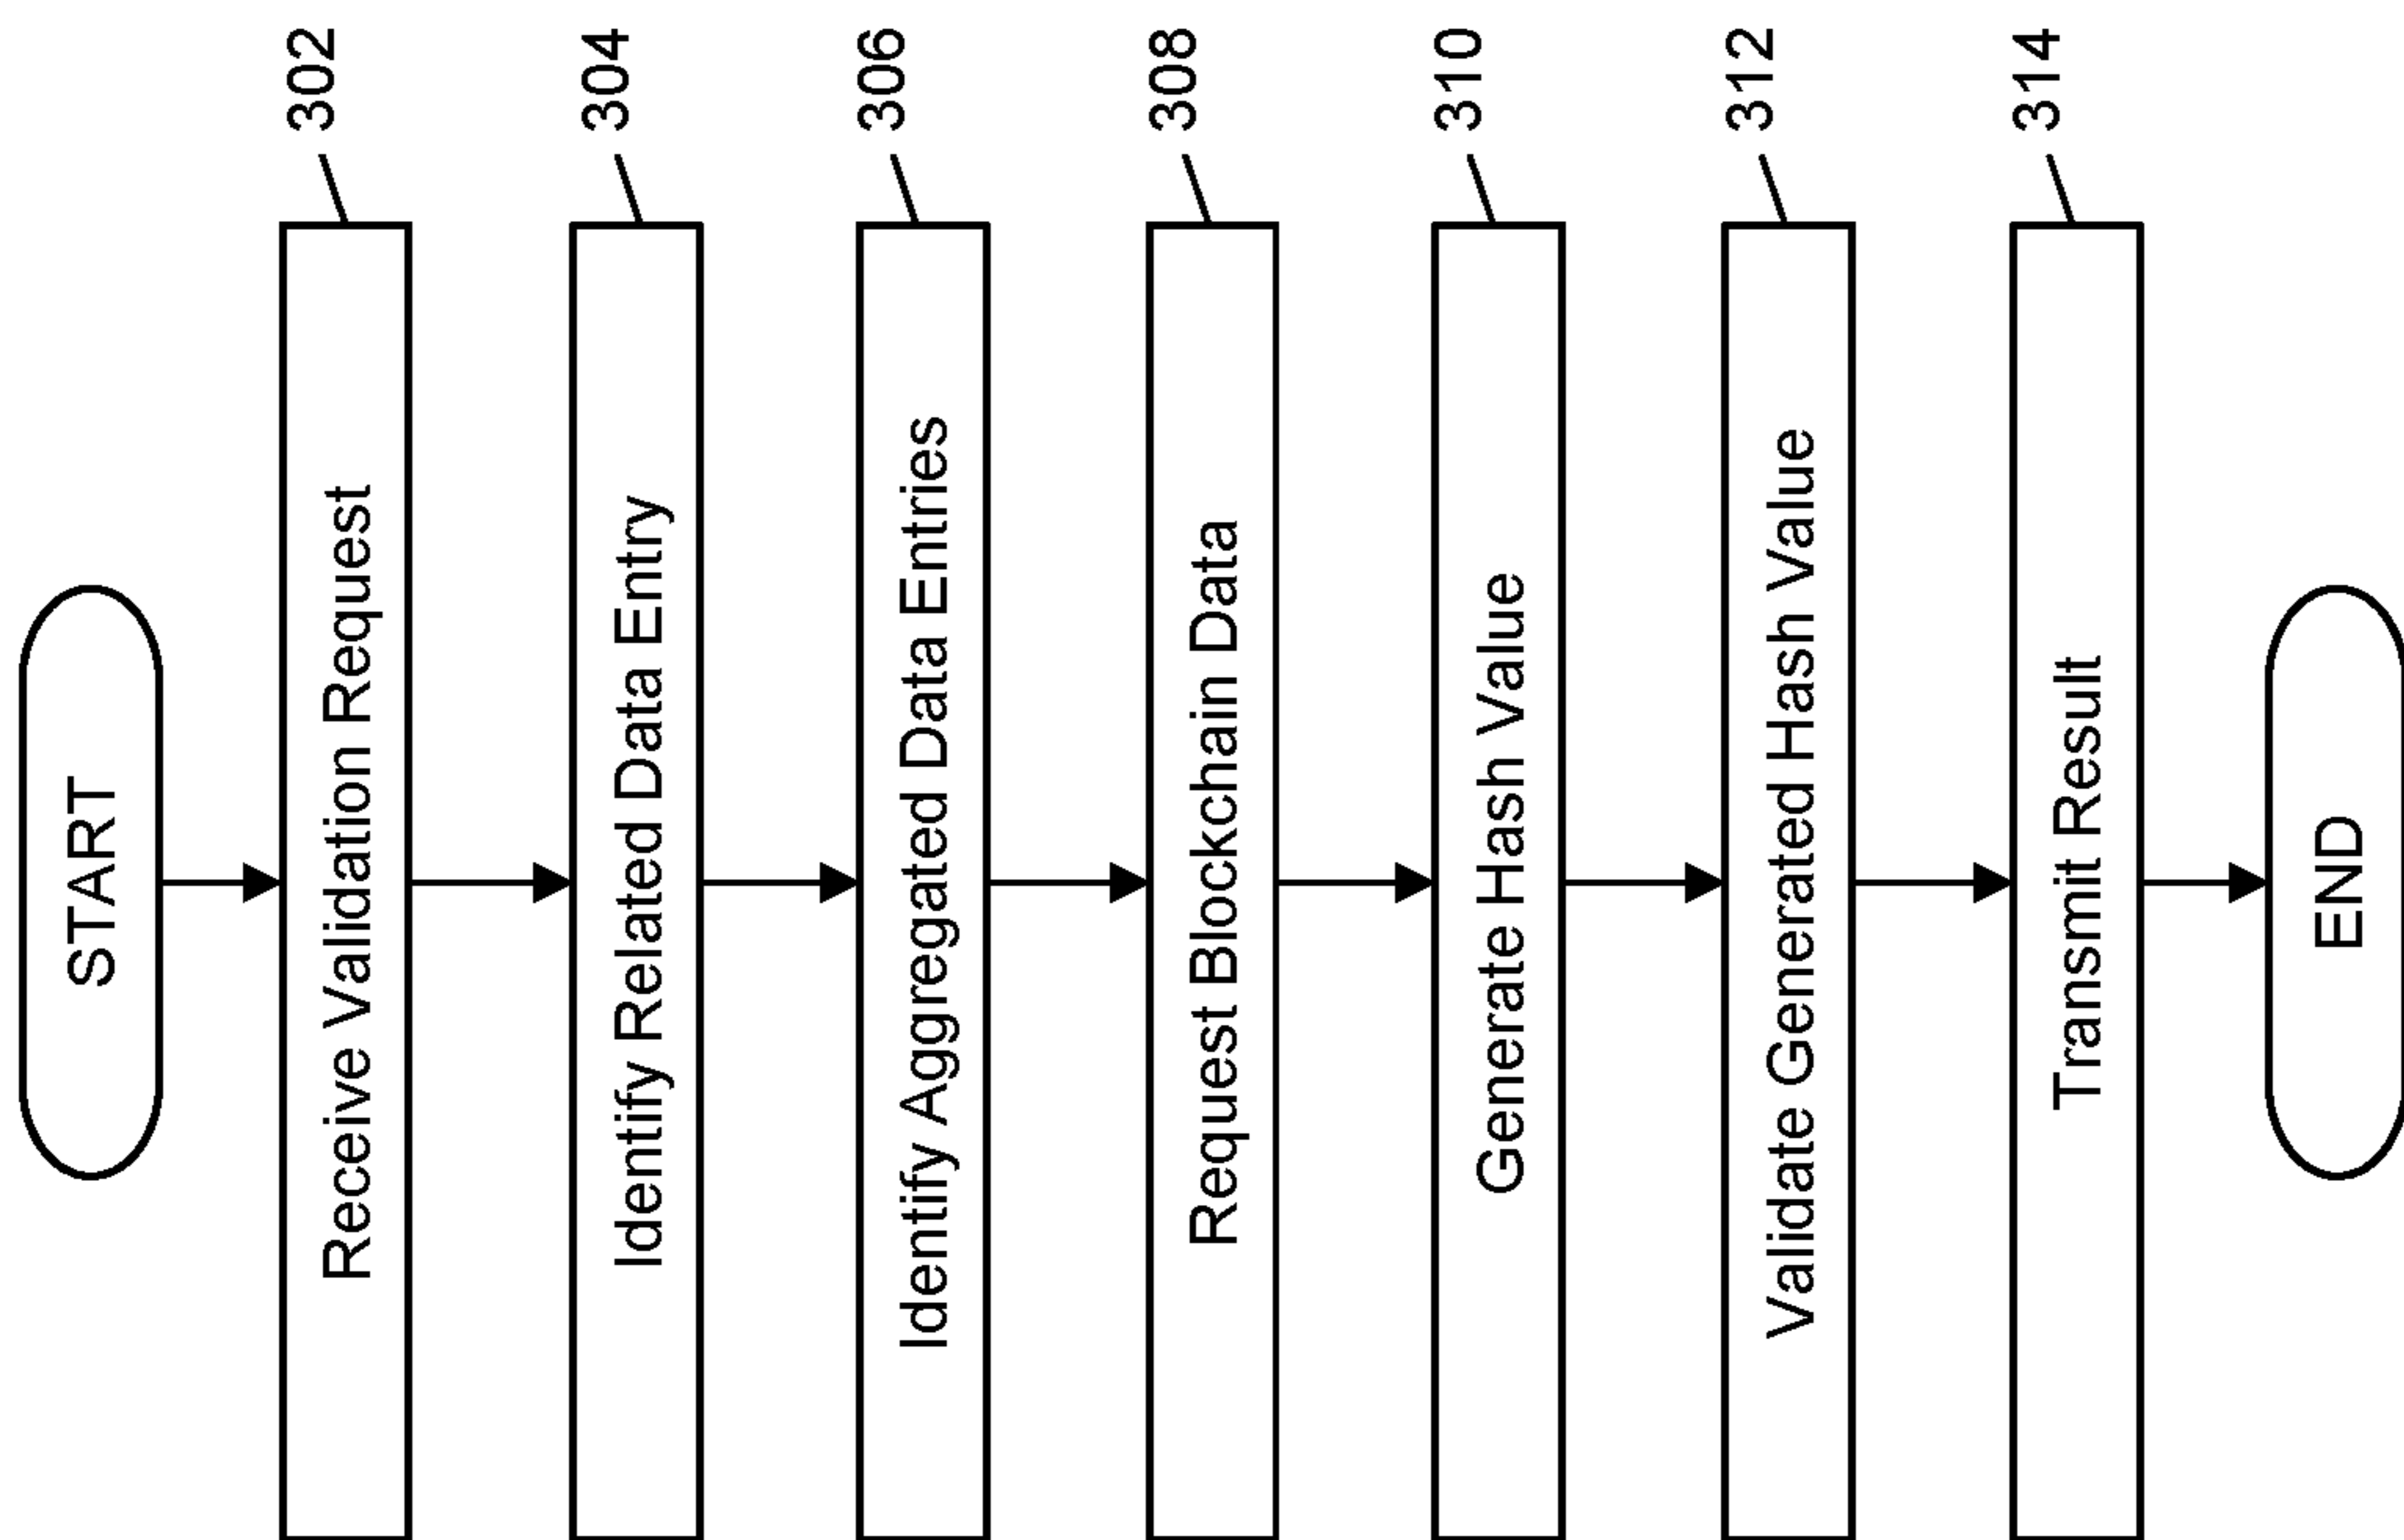 START
Receive Validation Request
302
Identify Related Data Entry
304
Identify Aggregated Data Entries
306
Request Blockchain Data
308
Generate Hash Value
310
Validate Generated Hash Value
312
Transmit Result
314
END